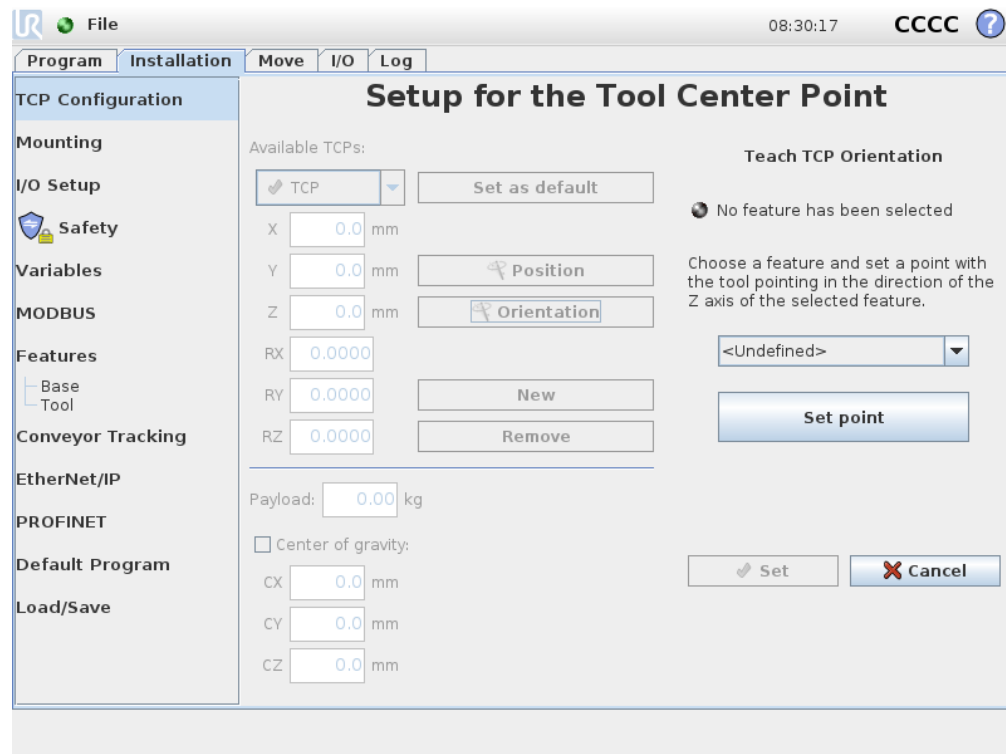 UR File 08:30:17 CCCC ?
Program Installation Move I/O Log
TCP Configuration
Mounting
I/O Setup
Safety
Variables
MODBUS
Features
Base
Tool
Conveyor Tracking
EtherNet/IP
PROFINET
Default Program
Load/Save
Setup for the Tool Center Point
Available TCPs:
TCP Set as default
X 0.0 mm
Y 0.0 mm Position
Z 0.0 mm Orientation
RX 0.0000
RY 0.0000 New
RZ 0.0000 Remove
Payload: 0.00 kg
Center of gravity:
CX 0.0 mm
CY 0.0 mm
CZ 0.0 mm
Teach TCP Orientation
No feature has been selected
Choose a feature and set a point with
the tool pointing in the direction of the
Z axis of the selected feature.
<Undefined>
Set point
Set Cancel